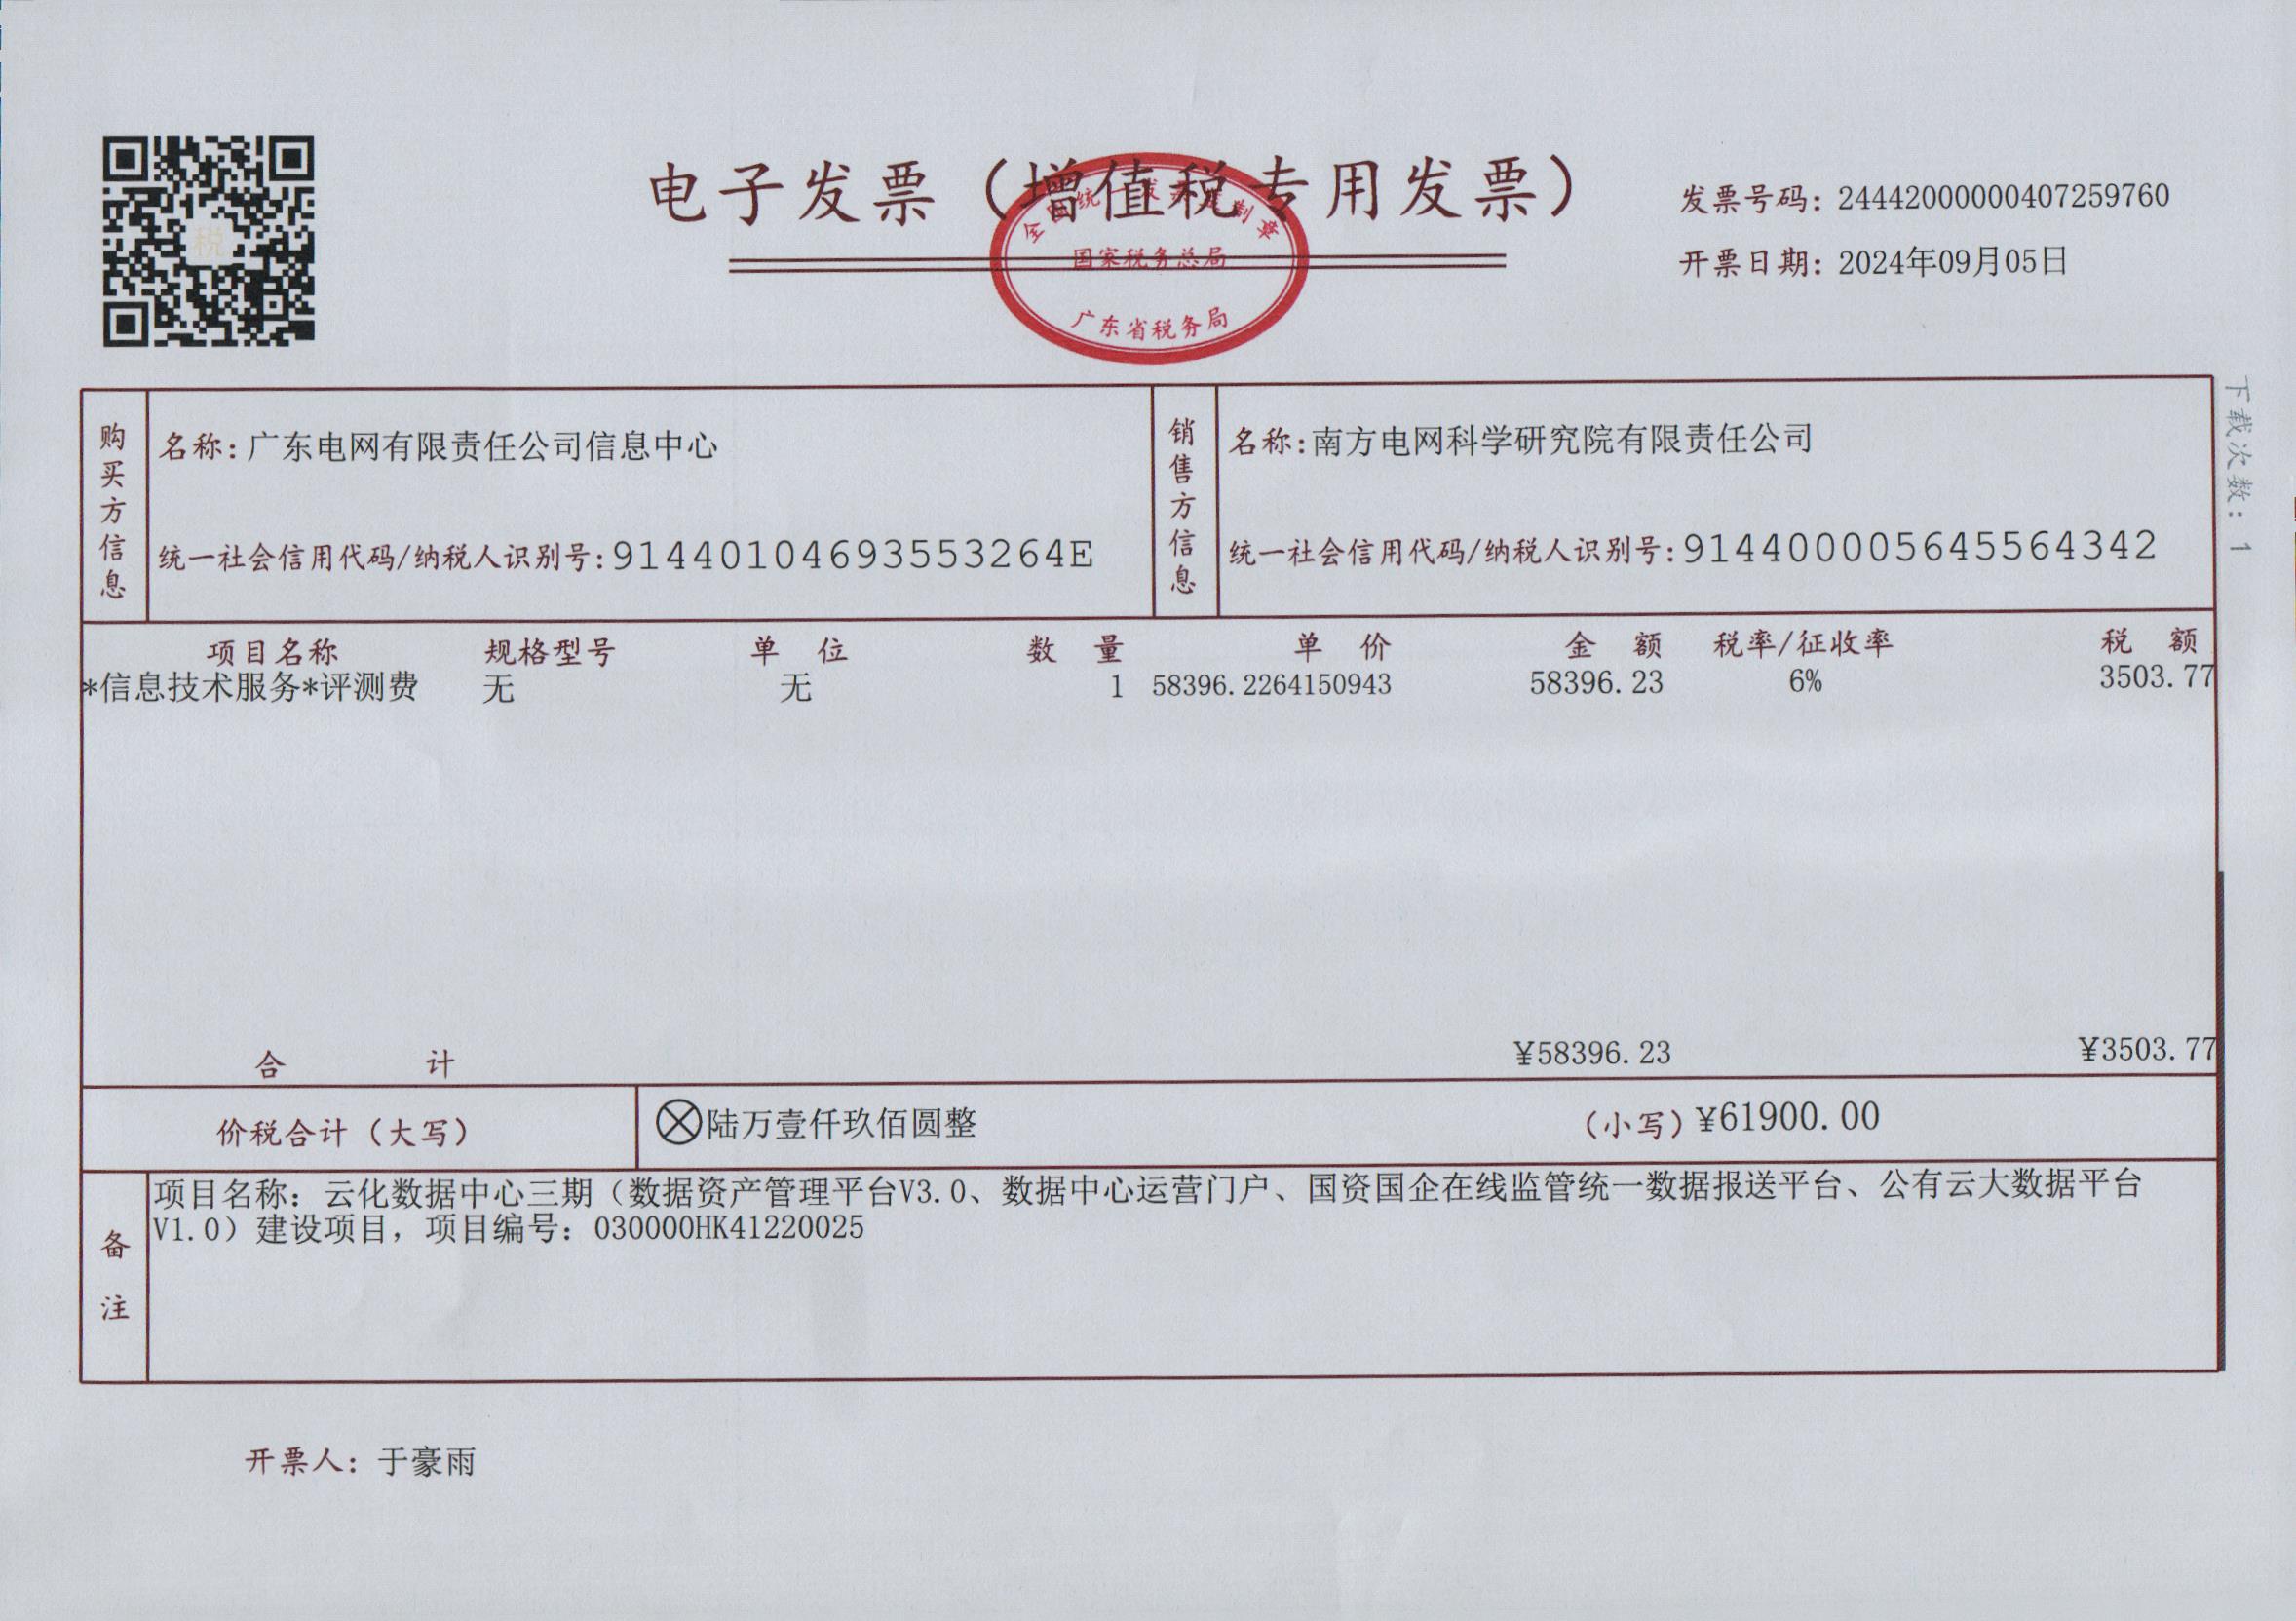 电子发票（增值税专用发票）
全国统一发票监制章
国家税务总局
广东省税务局
税
发票号码：24442000000407259760
开票日期：2024年09月05日
购买方信息
名称：广东电网有限责任公司信息中心
统一社会信用代码/纳税人识别号：91440104693553264E
销售方信息
名称：南方电网科学研究院有限责任公司
统一社会信用代码/纳税人识别号：914400005645564342
下载次数：1
项目名称 规格型号 单位 数量 单价 金额 税率/征收率 税额
*信息技术服务*评测费 无 无 1 58396.2264150943 58396.23 6% 3503.77
合计 ¥58396.23 ¥3503.77
价税合计（大写） ⊗陆万壹仟玖佰圆整 （小写）¥61900.00
备注
项目名称：云化数据中心三期（数据资产管理平台V3.0、数据中心运营门户、国资国企在线监管统一数据报送平台、公有云大数据平台
V1.0）建设项目，项目编号：030000HK41220025
开票人：于豪雨